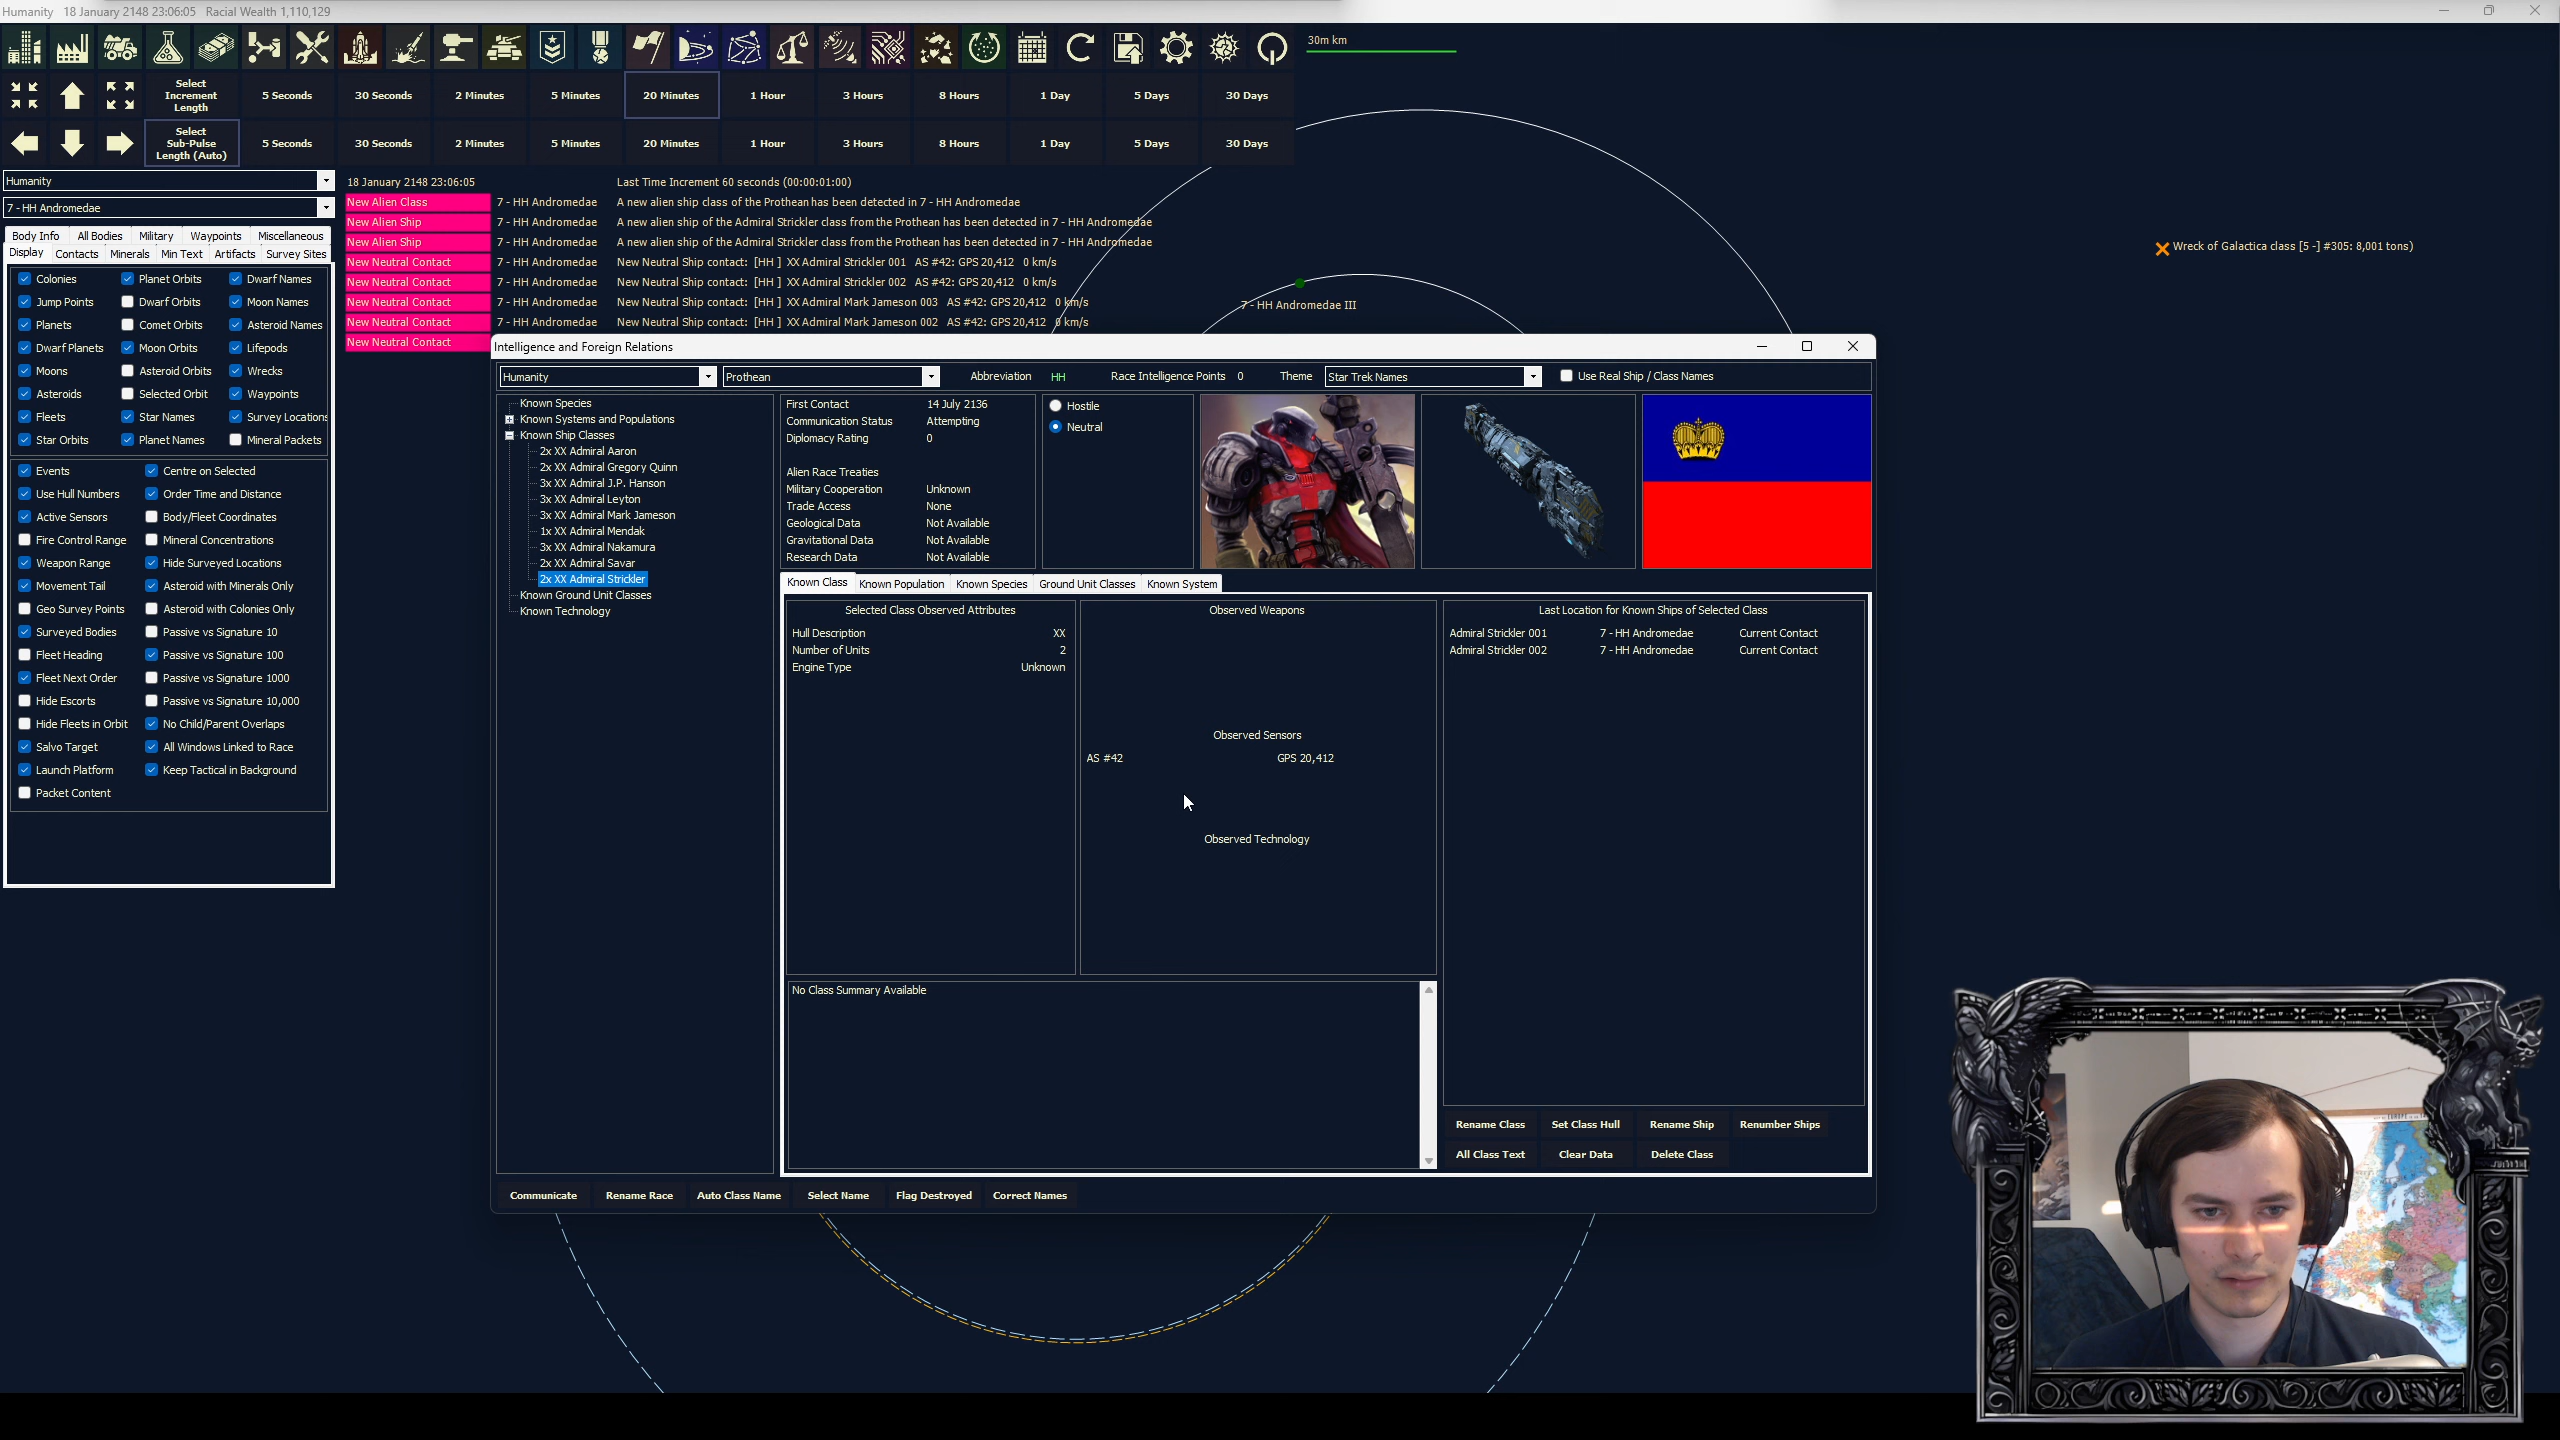 Humanity 18 January 2148 23:06:05 Racial Wealth 1,110,129
30m km
Select Increment Length 5 Seconds 30 Seconds 2 Minutes 5 Minutes 20 Minutes 1 Hour 3 Hours 8 Hours 1 Day 5 Days 30 Days
Select Sub-Pulse Length (Auto) 5 Seconds 30 Seconds 2 Minutes 5 Minutes 20 Minutes 1 Hour 3 Hours 8 Hours 1 Day 5 Days 30 Days
Humanity
7 - HH Andromedae
Body Info All Bodies Military Waypoints Miscellaneous
Display Contacts Minerals Min Text Artifacts Survey Sites
Colonies Planet Orbits Dwarf Names
Jump Points Dwarf Orbits Moon Names
Planets Comet Orbits Asteroid Names
Dwarf Planets Moon Orbits Lifepods
Moons Asteroid Orbits Wrecks
Asteroids Selected Orbit Waypoints
Fleets Star Names Survey Locations
Star Orbits Planet Names Mineral Packets
Events Centre on Selected
Use Hull Numbers Order Time and Distance
Active Sensors Body/Fleet Coordinates
Fire Control Range Mineral Concentrations
Weapon Range Hide Surveyed Locations
Movement Tail Asteroid with Minerals Only
Geo Survey Points Asteroid with Colonies Only
Surveyed Bodies Passive vs Signature 10
Fleet Heading Passive vs Signature 100
Fleet Next Order Passive vs Signature 1000
Hide Escorts Passive vs Signature 10,000
Hide Fleets in Orbit No Child/Parent Overlaps
Salvo Target All Windows Linked to Race
Launch Platform Keep Tactical in Background
Packet Content
18 January 2148 23:06:05 Last Time Increment 60 seconds (00:00:01:00)
New Alien Class 7 - HH Andromedae A new alien ship class of the Prothean has been detected in 7 - HH Andromedae
New Alien Ship 7 - HH Andromedae A new alien ship of the Admiral Strickler class from the Prothean has been detected in 7 - HH Andromedae
New Alien Ship 7 - HH Andromedae A new alien ship of the Admiral Strickler class from the Prothean has been detected in 7 - HH Andromedae
New Neutral Contact 7 - HH Andromedae New Neutral Ship contact: [HH ] XX Admiral Strickler 001 AS #42: GPS 20,412 0 km/s
New Neutral Contact 7 - HH Andromedae New Neutral Ship contact: [HH ] XX Admiral Strickler 002 AS #42: GPS 20,412 0 km/s
New Neutral Contact 7 - HH Andromedae New Neutral Ship contact: [HH ] XX Admiral Mark Jameson 003 AS #42: GPS 20,412 0 km/s
New Neutral Contact 7 - HH Andromedae New Neutral Ship contact: [HH ] XX Admiral Mark Jameson 002 AS #42: GPS 20,412 0 km/s
New Neutral Contact
7 - HH Andromedae III
Wreck of Galactica class [5 -] #305: 8,001 tons)
Intelligence and Foreign Relations
Humanity Prothean Abbreviation HH Race Intelligence Points 0 Theme Star Trek Names Use Real Ship / Class Names
Known Species
Known Systems and Populations
Known Ship Classes
2x XX Admiral Aaron
2x XX Admiral Gregory Quinn
3x XX Admiral J.P. Hanson
3x XX Admiral Leyton
3x XX Admiral Mark Jameson
1x XX Admiral Mendak
3x XX Admiral Nakamura
2x XX Admiral Savar
2x XX Admiral Strickler
Known Ground Unit Classes
Known Technology
First Contact 14 July 2136
Communication Status Attempting
Diplomacy Rating 0
Alien Race Treaties
Military Cooperation Unknown
Trade Access None
Geological Data Not Available
Gravitational Data Not Available
Research Data Not Available
Hostile
Neutral
Known Class Known Population Known Species Ground Unit Classes Known System
Selected Class Observed Attributes
Hull Description XX
Number of Units 2
Engine Type Unknown
Observed Weapons
Observed Sensors
AS #42 GPS 20,412
Observed Technology
Last Location for Known Ships of Selected Class
Admiral Strickler 001 7 - HH Andromedae Current Contact
Admiral Strickler 002 7 - HH Andromedae Current Contact
No Class Summary Available
Rename Class Set Class Hull Rename Ship Renumber Ships
All Class Text Clear Data Delete Class
Communicate Rename Race Auto Class Name Select Name Flag Destroyed Correct Names